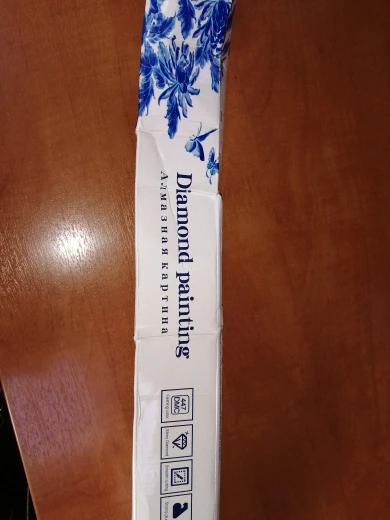 Diamond painting
Алмазная картина
447
DMC